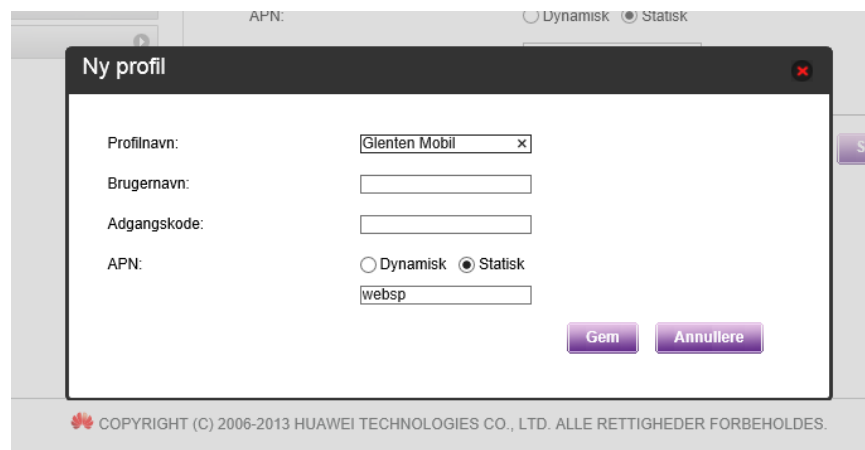 APN:
Dynamisk Statisk
Ny profil
Profilnavn: Glenten Mobil
Brugernavn:
Adgangskode:
APN: Dynamisk Statisk
websp
Gem Annullere
S
COPYRIGHT (C) 2006-2013 HUAWEI TECHNOLOGIES CO., LTD. ALLE RETTIGHEDER FORBEHOLDES.